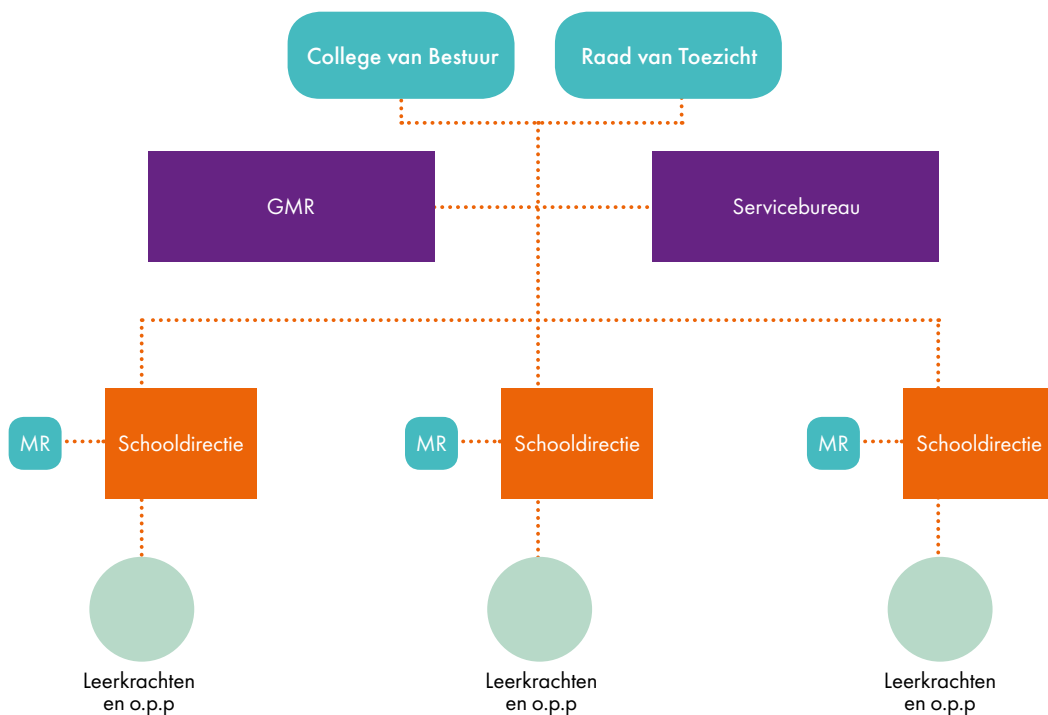 College van Bestuur
Raad van Toezicht
GMR
Servicebureau
MR
Schooldirectie
MR
Schooldirectie
MR
Schooldirectie
Leerkrachten
en o.p.p
Leerkrachten
en o.p.p
Leerkrachten
en o.p.p